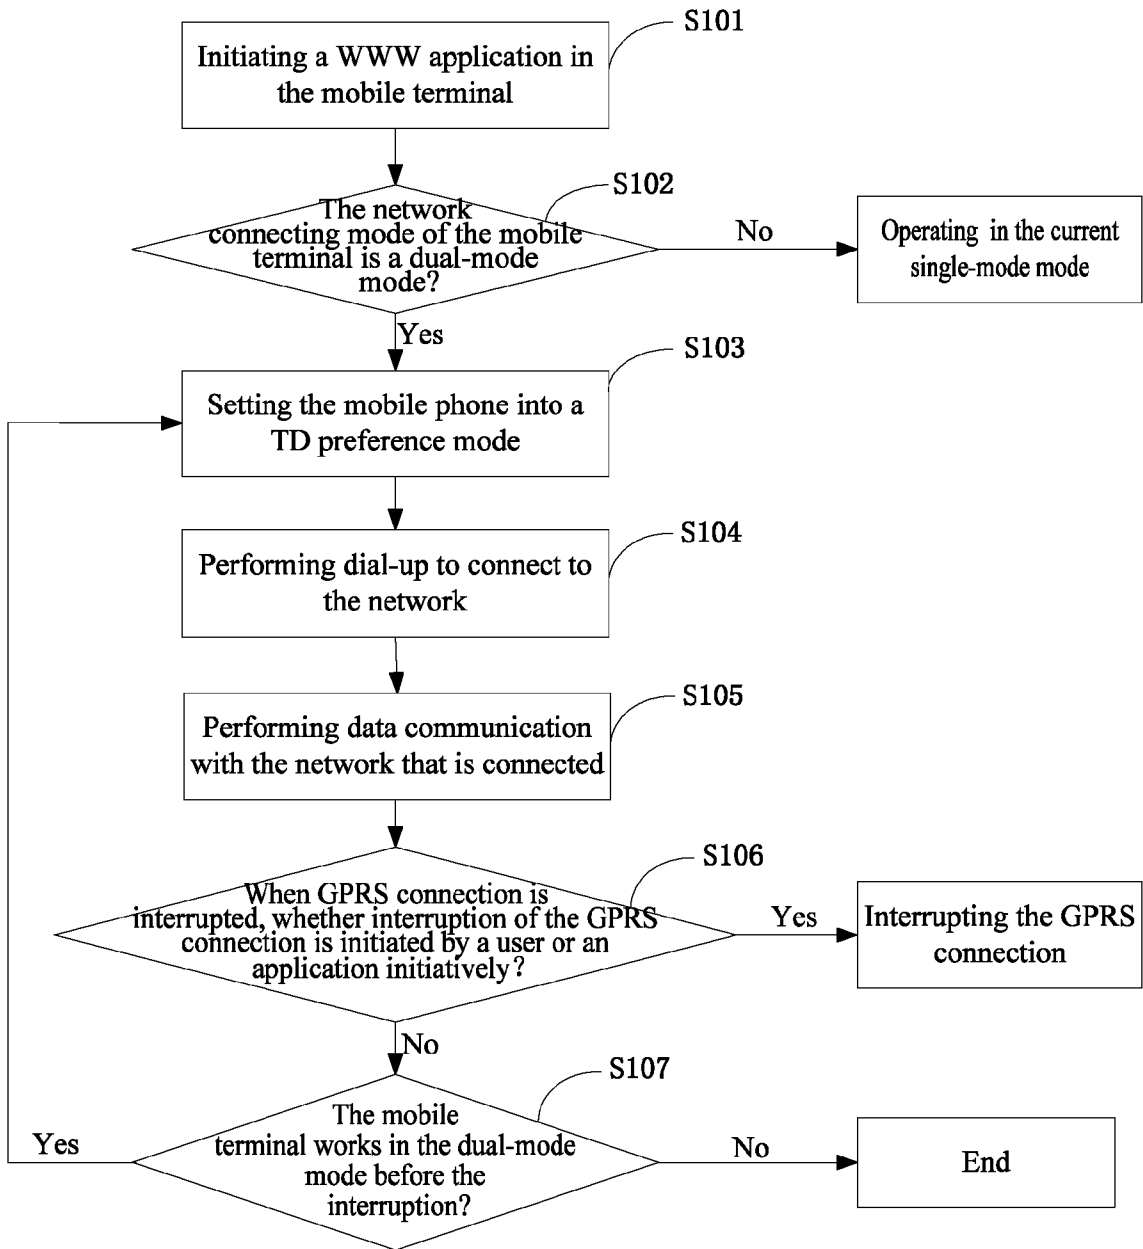 S101
Initiating a WWW application in
the mobile terminal
S102
The network
connecting mode of the mobile
terminal is a dual-mode
mode?
No
Operating in the current
single-mode mode
Yes
S103
Setting the mobile phone into a
TD preference mode
S104
Performing dial-up to connect to
the network
S105
Performing data communication
with the network that is connected
S106
When GPRS connection is
interrupted, whether interruption of the GPRS
connection is initiated by a user or an
application initiatively?
Yes
Interrupting the GPRS
connection
No
S107
The mobile
terminal works in the dual-mode
mode before the
interruption?
Yes
No
End